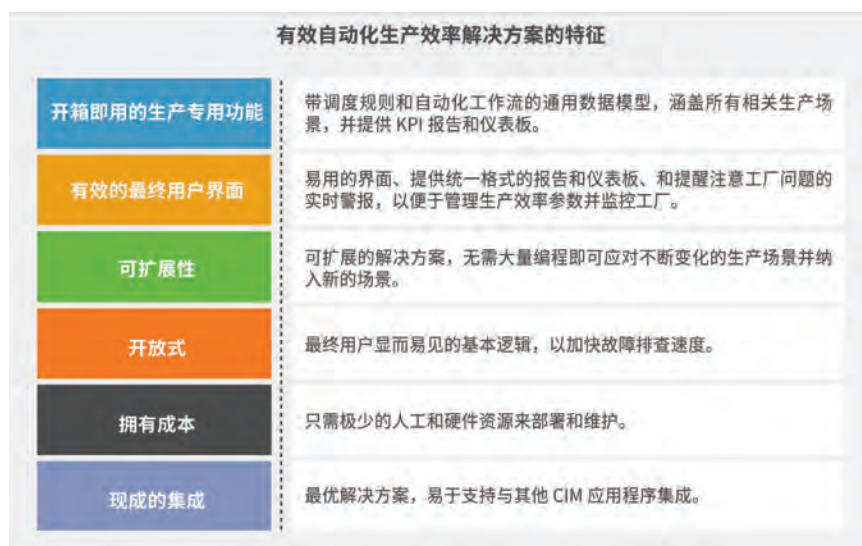 有效自动化生产效率解决方案的特征
开箱即用的生产专用功能
带调度规则和自动化工作流的通用数据模型，涵盖所有相关生产场
景，并提供 KPI 报告和仪表板。
有效的最终用户界面
易用的界面、提供统一格式的报告和仪表板、和提醒注意工厂问题的
实时警报，以便于管理生产效率参数并监控工厂。
可扩展性
可扩展的解决方案，无需大量编程即可应对不断变化的生产场景并纳
入新的场景。
开放式
最终用户显而易见的基本逻辑，以加快故障排查速度。
拥有成本
只需极少的人工和硬件资源来部署和维护。
现成的集成
最优解决方案，易于支持与其他 CIM 应用程序集成。